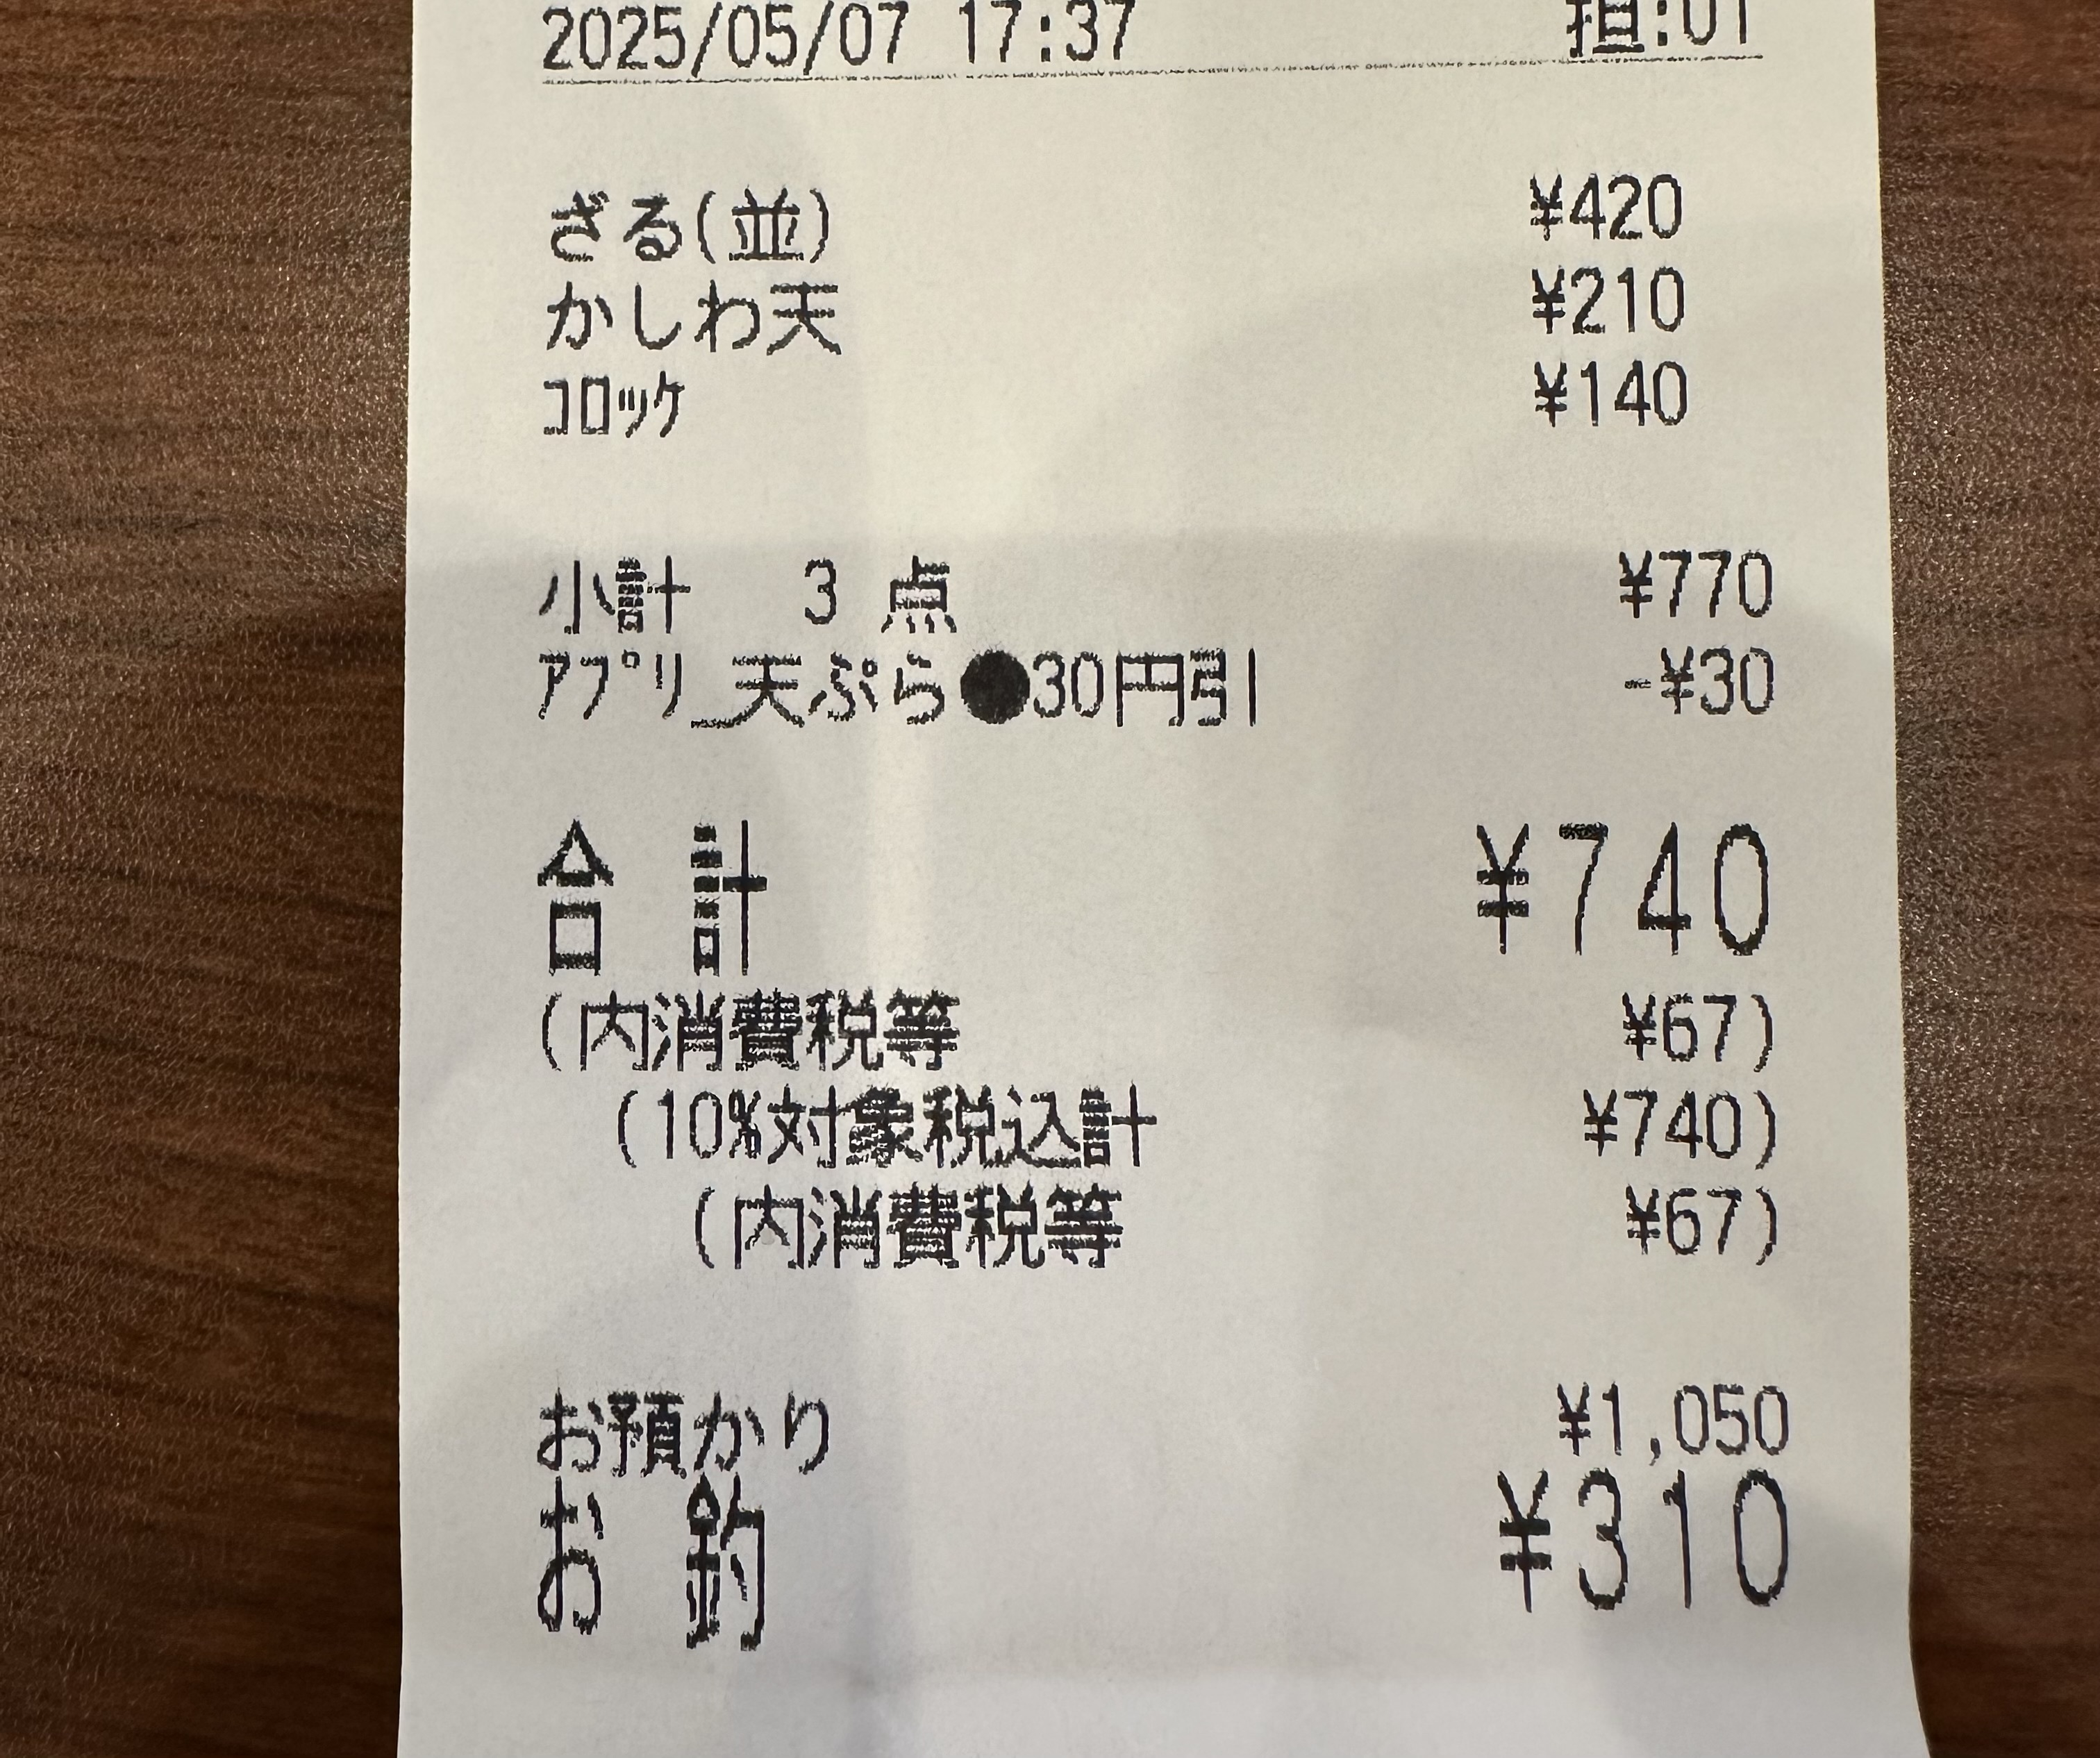 2025/05/07 17:37 担:01
ざる(並) ¥420
かしわ天 ¥210
ｺﾛｯｹ ¥140
小計 3 点 ¥770
ｱﾌﾟﾘ_天ぷら●30円引 -¥30
合 計 ¥740
(内消費税等 ¥67)
(10%対象税込計 ¥740)
(内消費税等 ¥67)
お預かり ¥1,050
お 釣 ¥310